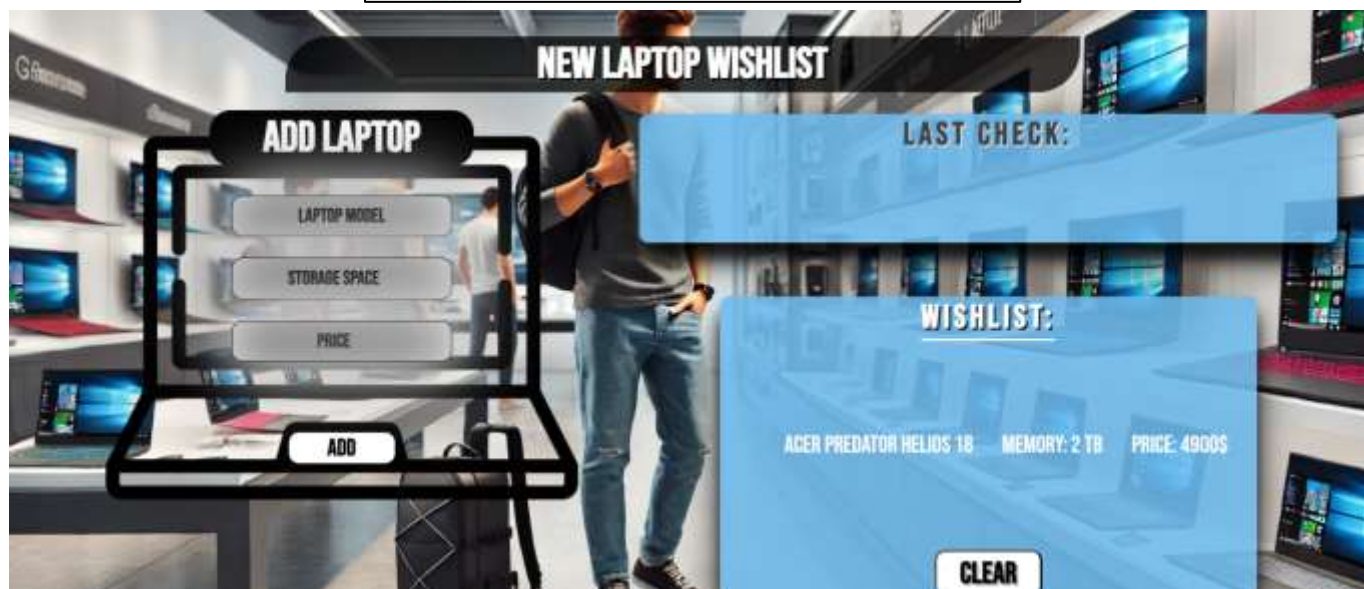 NEW LAPTOP WISHLIST
ADD LAPTOP
LAPTOP MODEL
STORAGE SPACE
PRICE
ADD
LAST CHECK:
WISHLIST:
ACER PREDATOR HELIOS 18 MEMORY: 2 TB PRICE: 4900$
CLEAR